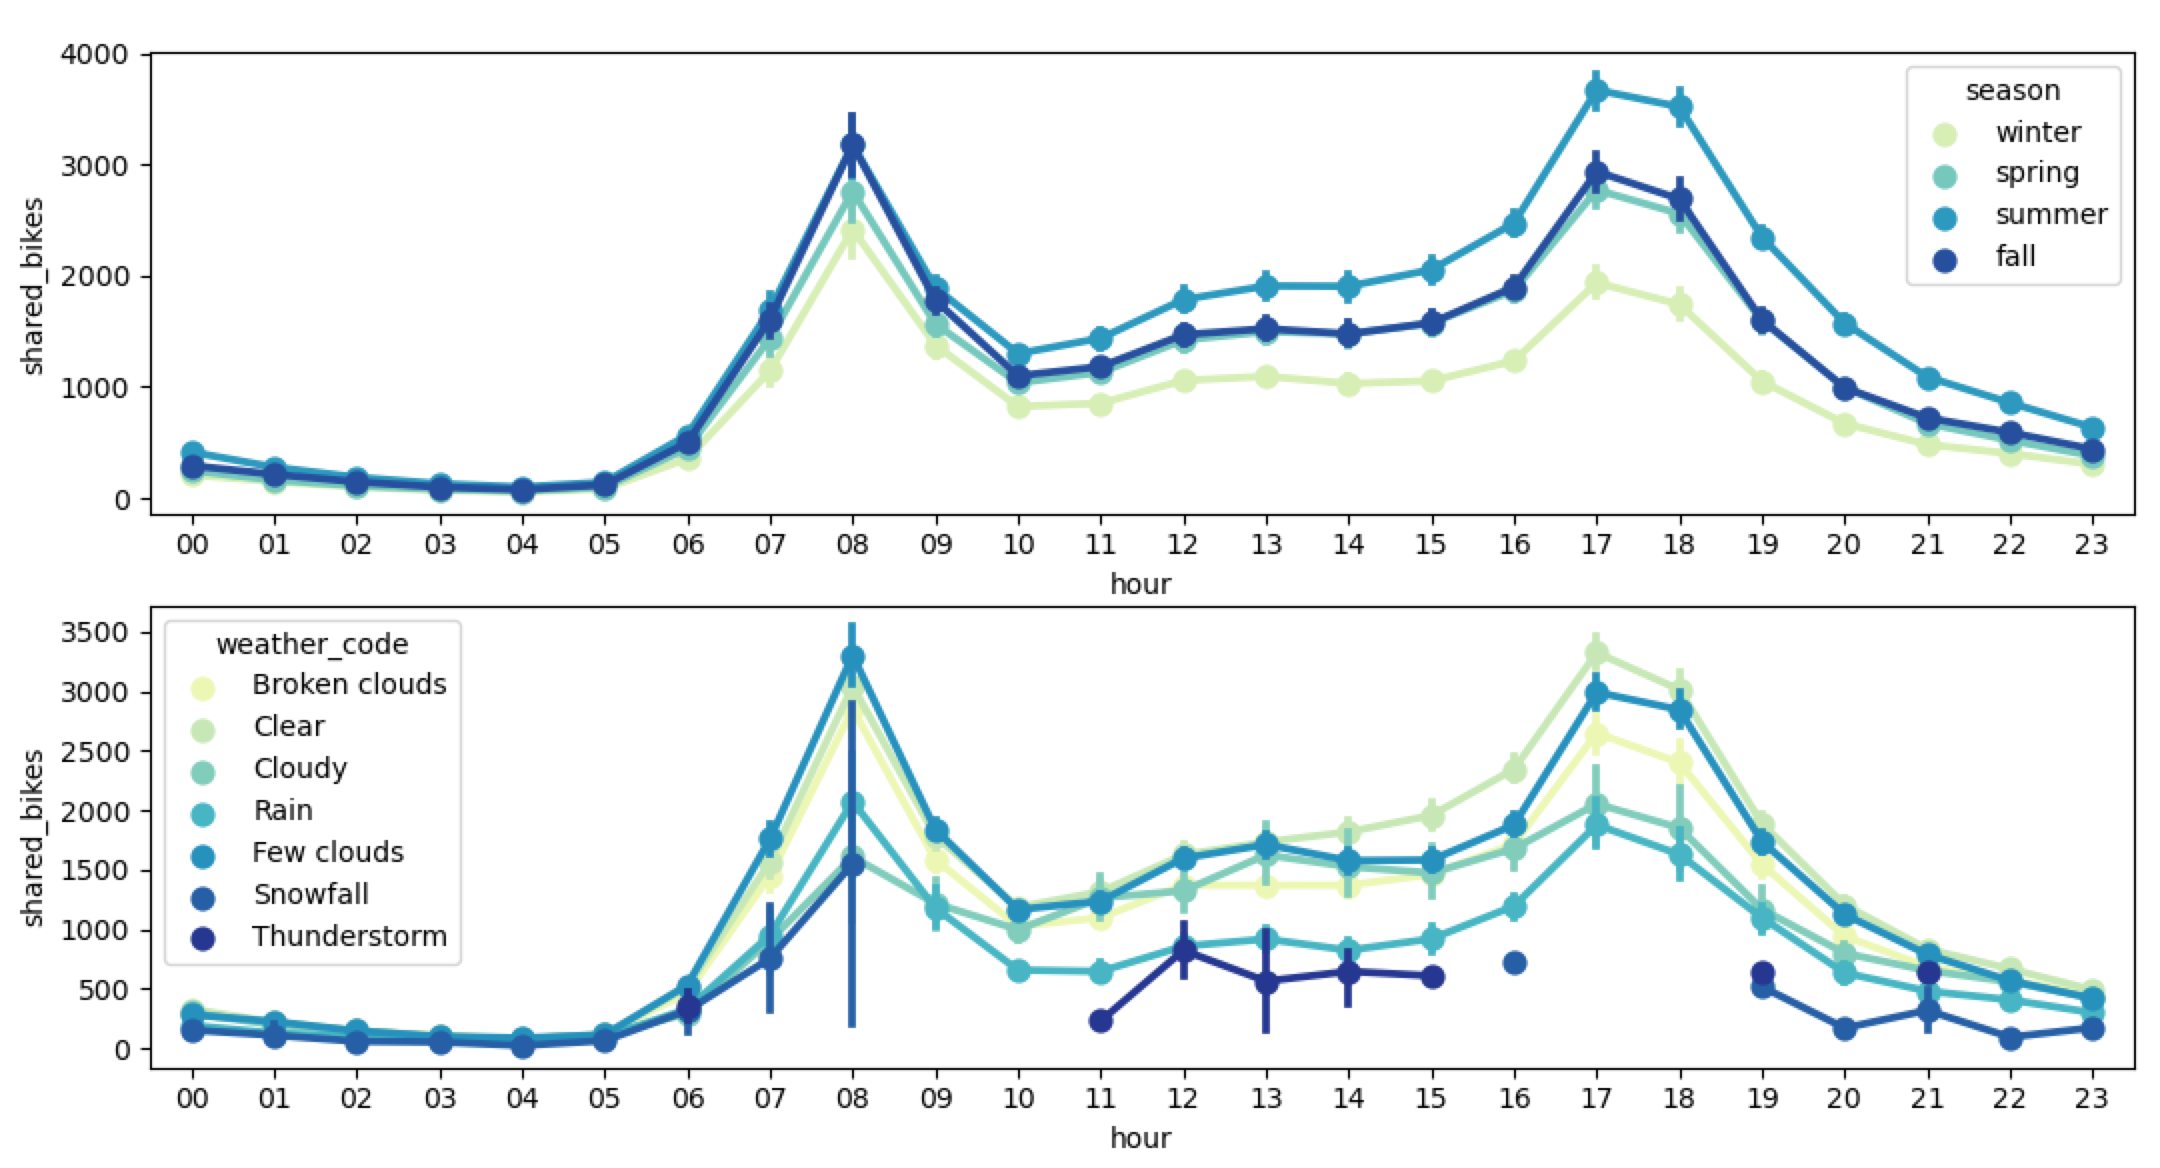 4000
3000
2000
1000
0
shared_bikes
season
winter
spring
summer
fall
00 01 02 03 04 05 06 07 08 09 10 11 12 13 14 15 16 17 18 19 20 21 22 23
hour
3500
3000
2500
2000
1500
1000
500
0
shared_bikes
weather_code
Broken clouds
Clear
Cloudy
Rain
Few clouds
Snowfall
Thunderstorm
00 01 02 03 04 05 06 07 08 09 10 11 12 13 14 15 16 17 18 19 20 21 22 23
hour